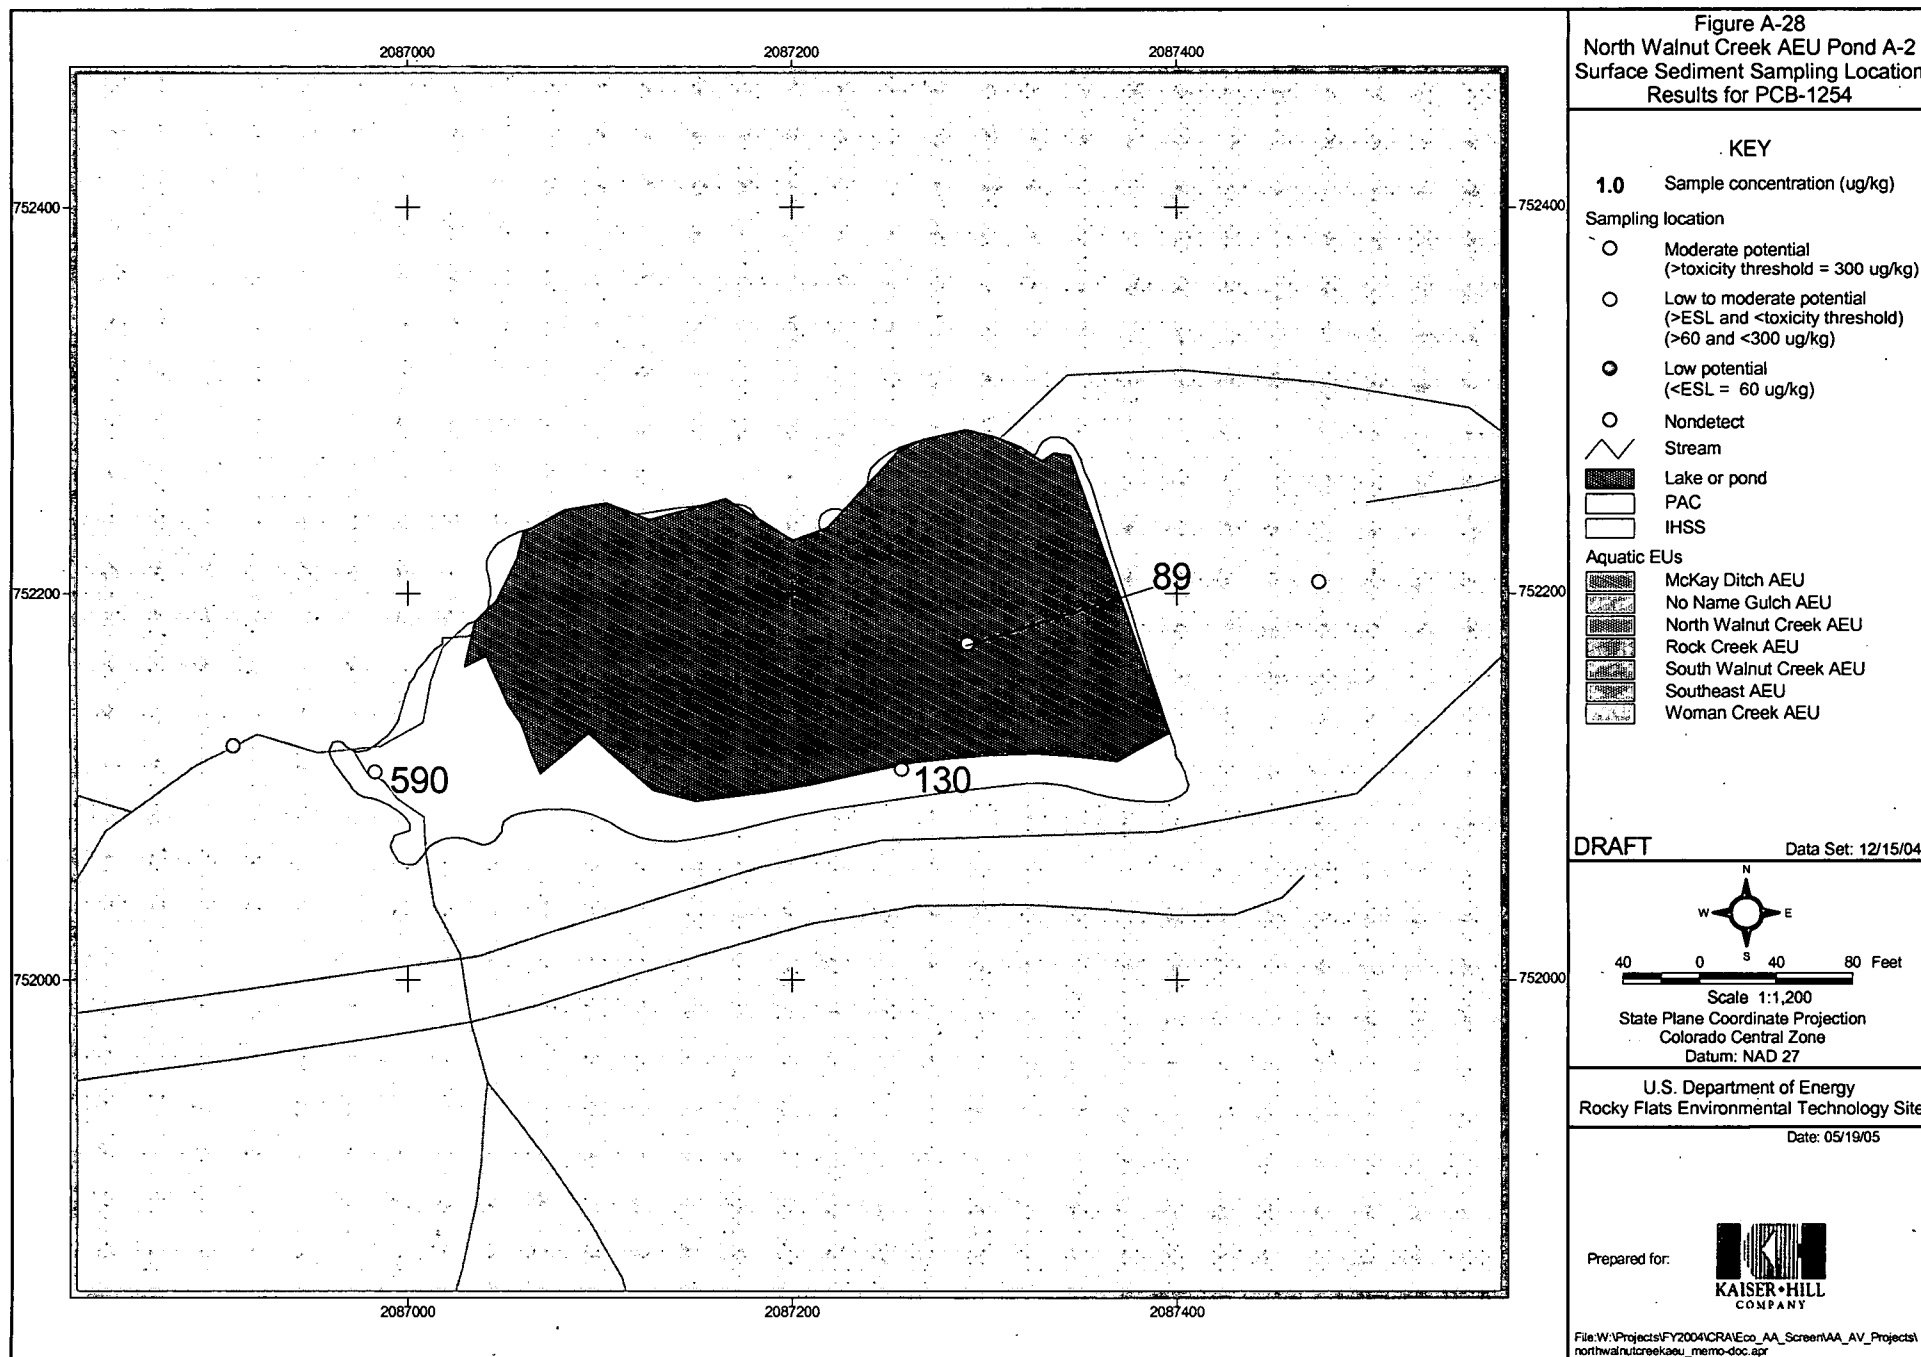 Figure A-28
North Walnut Creek AEU Pond A-2
Surface Sediment Sampling Location
Results for PCB-1254
KEY
1.0 Sample concentration (ug/kg)
Sampling location
Moderate potential
(>toxicity threshold = 300 ug/kg)
Low to moderate potential
(>ESL and <toxicity threshold)
(>60 and <300 ug/kg)
Low potential
(<ESL = 60 ug/kg)
Nondetect
Stream
Lake or pond
PAC
IHSS
Aquatic EUs
McKay Ditch AEU
No Name Gulch AEU
North Walnut Creek AEU
Rock Creek AEU
South Walnut Creek AEU
Southeast AEU
Woman Creek AEU
DRAFT Data Set: 12/15/04
N
W E
S
40 0 40 80 Feet
Scale 1:1,200
State Plane Coordinate Projection
Colorado Central Zone
Datum: NAD 27
U.S. Department of Energy
Rocky Flats Environmental Technology Site
Date: 05/19/05
Prepared for:
KAISER•HILL
COMPANY
File:W:\Projects\FY2004\CRA\Eco_AA_Screen\AA_AV_Projects\
northwalnutcreekaeu_memo-doc.apr
2087000 2087200 2087400
752400 752400
752200 752200
752000 752000
89
590
130
2087000 2087200 2087400